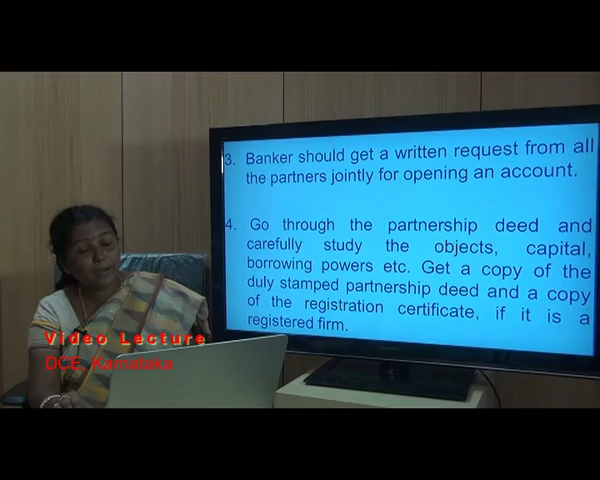 3. Banker should get a written request from all
the partners jointly for opening an account.
4. Go through the partnership deed and
carefully study the objects, capital,
borrowing powers etc. Get a copy of the
duly stamped partnership deed and a copy
of the registration certificate, if it is a
registered firm.
Video Lecture
DCE, Karnataka